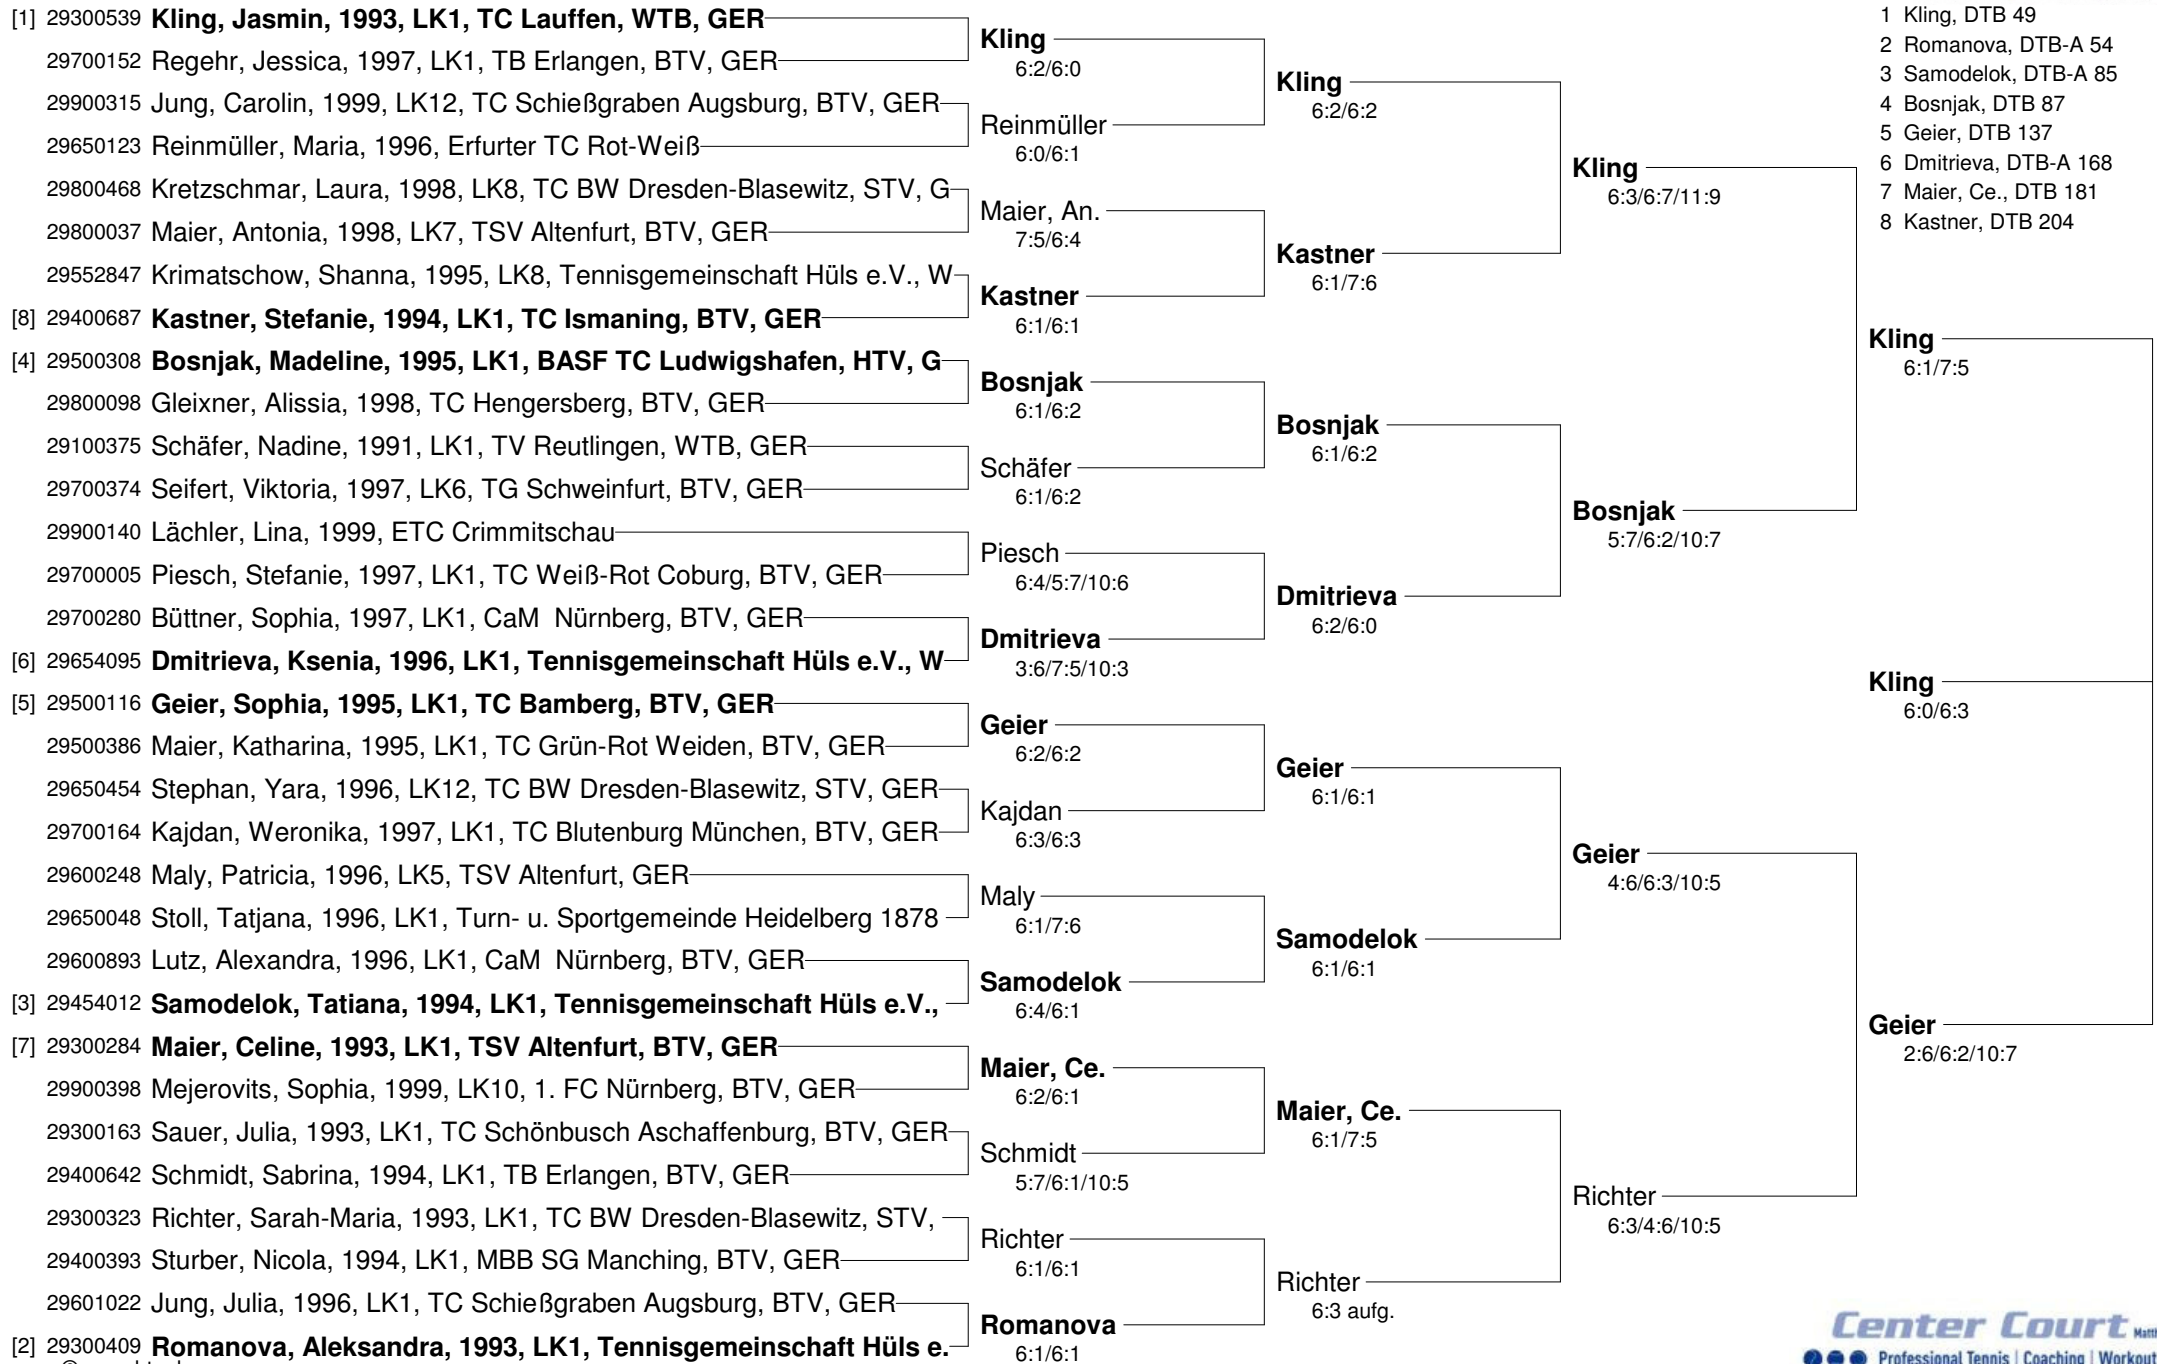 [1] 29300539 Kling, Jasmin, 1993, LK1, TC Lauffen, WTB, GER
29700152 Regehr, Jessica, 1997, LK1, TB Erlangen, BTV, GER
29900315 Jung, Carolin, 1999, LK12, TC Schießgraben Augsburg, BTV, GER
29650123 Reinmüller, Maria, 1996, Erfurter TC Rot-Weiß
29800468 Kretzschmar, Laura, 1998, LK8, TC BW Dresden-Blasewitz, STV, G
29800037 Maier, Antonia, 1998, LK7, TSV Altenfurt, BTV, GER
29552847 Krimatschow, Shanna, 1995, LK8, Tennisgemeinschaft Hüls e.V., W
[8] 29400687 Kastner, Stefanie, 1994, LK1, TC Ismaning, BTV, GER
[4] 29500308 Bosnjak, Madeline, 1995, LK1, BASF TC Ludwigshafen, HTV, G
29800098 Gleixner, Alissia, 1998, TC Hengersberg, BTV, GER
29100375 Schäfer, Nadine, 1991, LK1, TV Reutlingen, WTB, GER
29700374 Seifert, Viktoria, 1997, LK6, TG Schweinfurt, BTV, GER
29900140 Lächler, Lina, 1999, ETC Crimmitschau
29700005 Piesch, Stefanie, 1997, LK1, TC Weiß-Rot Coburg, BTV, GER
29700280 Büttner, Sophia, 1997, LK1, CaM Nürnberg, BTV, GER
[6] 29654095 Dmitrieva, Ksenia, 1996, LK1, Tennisgemeinschaft Hüls e.V., W
[5] 29500116 Geier, Sophia, 1995, LK1, TC Bamberg, BTV, GER
29500386 Maier, Katharina, 1995, LK1, TC Grün-Rot Weiden, BTV, GER
29650454 Stephan, Yara, 1996, LK12, TC BW Dresden-Blasewitz, STV, GER
29700164 Kajdan, Weronika, 1997, LK1, TC Blutenburg München, BTV, GER
29600248 Maly, Patricia, 1996, LK5, TSV Altenfurt, GER
29650048 Stoll, Tatjana, 1996, LK1, Turn- u. Sportgemeinde Heidelberg 1878
29600893 Lutz, Alexandra, 1996, LK1, CaM Nürnberg, BTV, GER
[3] 29454012 Samodelok, Tatiana, 1994, LK1, Tennisgemeinschaft Hüls e.V.,
[7] 29300284 Maier, Celine, 1993, LK1, TSV Altenfurt, BTV, GER
29900398 Mejerovits, Sophia, 1999, LK10, 1. FC Nürnberg, BTV, GER
29300163 Sauer, Julia, 1993, LK1, TC Schönbusch Aschaffenburg, BTV, GER
29400642 Schmidt, Sabrina, 1994, LK1, TB Erlangen, BTV, GER
29300323 Richter, Sarah-Maria, 1993, LK1, TC BW Dresden-Blasewitz, STV,
29400393 Sturber, Nicola, 1994, LK1, MBB SG Manching, BTV, GER
29601022 Jung, Julia, 1996, LK1, TC Schießgraben Augsburg, BTV, GER
[2] 29300409 Romanova, Aleksandra, 1993, LK1, Tennisgemeinschaft Hüls e.
Kling
6:2/6:0
Reinmüller
6:0/6:1
Maier, An.
7:5/6:4
Kastner
6:1/6:1
Bosnjak
6:1/6:2
Schäfer
6:1/6:2
Piesch
6:4/5:7/10:6
Dmitrieva
3:6/7:5/10:3
Geier
6:2/6:2
Kajdan
6:3/6:3
Maly
6:1/7:6
Samodelok
6:4/6:1
Maier, Ce.
6:2/6:1
Schmidt
5:7/6:1/10:5
Richter
6:1/6:1
Romanova
6:1/6:1
Kling
6:2/6:2
Kastner
6:1/7:6
Bosnjak
6:1/6:2
Dmitrieva
6:2/6:0
Geier
6:1/6:1
Samodelok
6:1/6:1
Maier, Ce.
6:1/7:5
Richter
6:3 aufg.
Kling
6:3/6:7/11:9
Bosnjak
5:7/6:2/10:7
Geier
4:6/6:3/10:5
Richter
6:3/4:6/10:5
Kling
6:1/7:5
Geier
2:6/6:2/10:7
Kling
6:0/6:3
1 Kling, DTB 49
2 Romanova, DTB-A 54
3 Samodelok, DTB-A 85
4 Bosnjak, DTB 87
5 Geier, DTB 137
6 Dmitrieva, DTB-A 168
7 Maier, Ce., DTB 181
8 Kastner, DTB 204
Center Court
Professional Tennis | Coaching | Workout